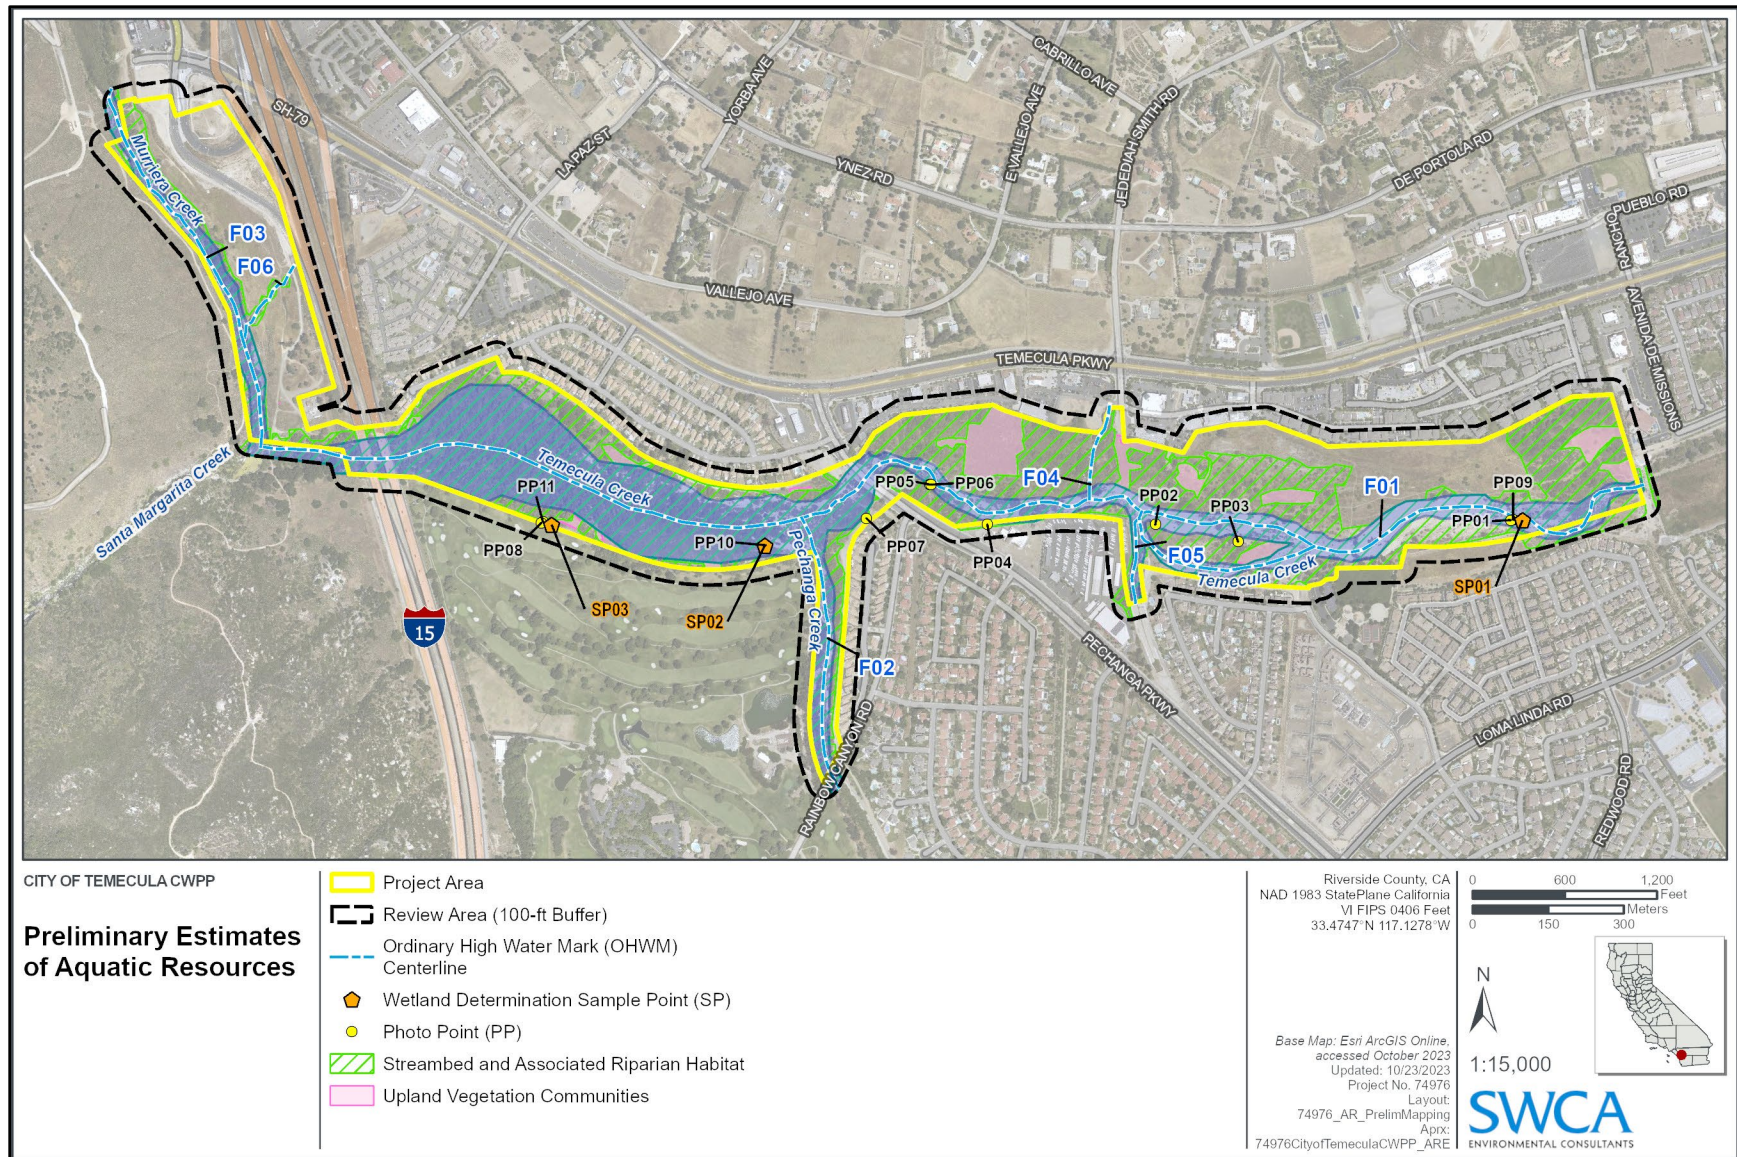 CABRILLO AVE
YORBA AVE
SH-79
LA PAZ ST
E VALLEJO AVE
JEDEDIAH SMITH RD
YNEZ RD
DE PORTOLA RD
PUEBLO RD
RANCHO
Murriera Creek
F03
F06
VALLEJO AVE
AVENIDA DE MISSIONS
TEMECULA PKWY
Santa Margarita Creek
Temecula Creek
PP11
PP08
SP03
PP10
SP02
PP05
PP06
F04
PP02
PP03
F01
PP09
PP01
PP07
PP04
F05
Temecula Creek
SP01
Pechanga Creek
F02
15
PECHANGA PKWY
RAINBOW CANYON RD
LOMA LINDA RD
REDWOOD RD
CITY OF TEMECULA CWPP
Preliminary Estimates
of Aquatic Resources
Project Area
Review Area (100-ft Buffer)
Ordinary High Water Mark (OHWM)
Centerline
Wetland Determination Sample Point (SP)
Photo Point (PP)
Streambed and Associated Riparian Habitat
Upland Vegetation Communities
Riverside County, CA
NAD 1983 StatePlane California
VI FIPS 0406 Feet
33.4747°N 117.1278°W
Base Map: Esri ArcGIS Online,
accessed October 2023
Updated: 10/23/2023
Project No. 74976
Layout:
74976_AR_PrelimMapping
Aprx:
74976CityofTemeculaCWPP_ARE
0 600 1,200
Feet
Meters
0 150 300
N
1:15,000
SWCA
ENVIRONMENTAL CONSULTANTS